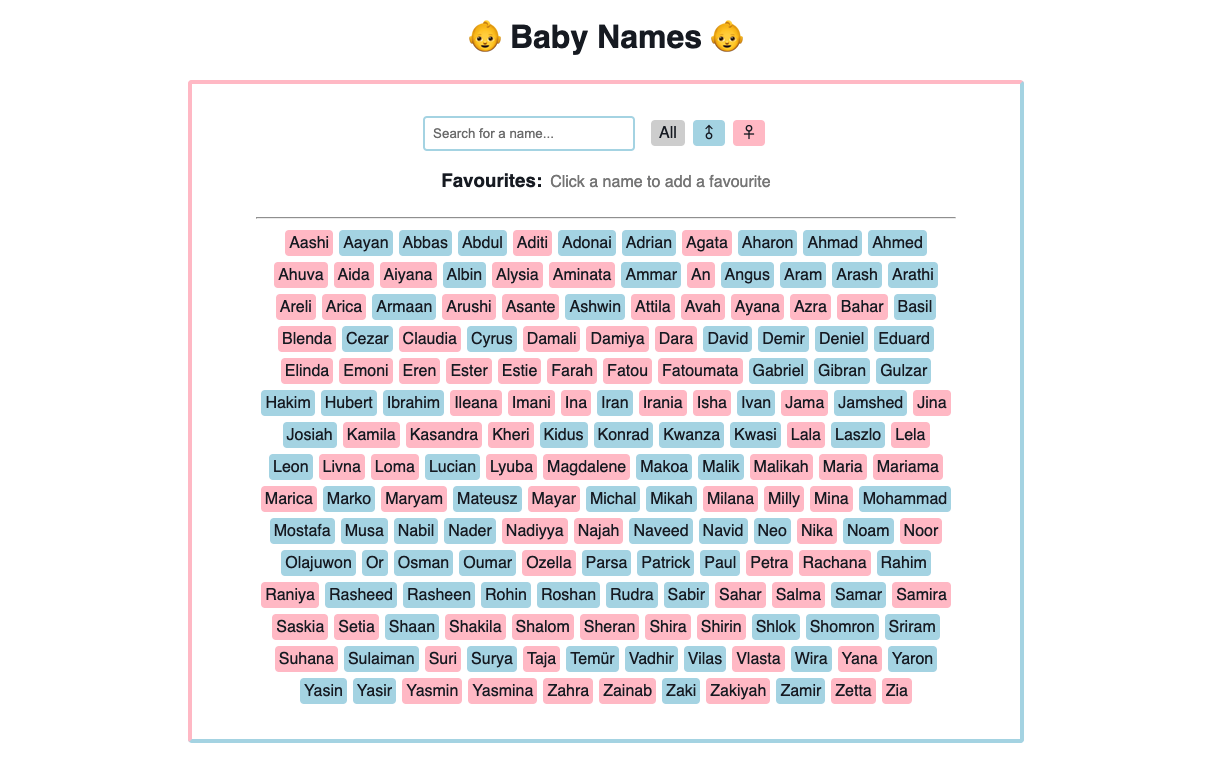 👶 Baby Names 👶
Search for a name... All ⚦ ♀
Favourites: Click a name to add a favourite
Aashi Aayan Abbas Abdul Aditi Adonai Adrian Agata Aharon Ahmad Ahmed
Ahuva Aida Aiyana Albin Alysia Aminata Ammar An Angus Aram Arash Arathi
Areli Arica Armaan Arushi Asante Ashwin Attila Avah Ayana Azra Bahar Basil
Blenda Cezar Claudia Cyrus Damali Damiya Dara David Demir Deniel Eduard
Elinda Emoni Eren Ester Estie Farah Fatou Fatoumata Gabriel Gibran Gulzar
Hakim Hubert Ibrahim Ileana Imani Ina Iran Irania Isha Ivan Jama Jamshed Jina
Josiah Kamila Kasandra Kheri Kidus Konrad Kwanza Kwasi Lala Laszlo Lela
Leon Livna Loma Lucian Lyuba Magdalene Makoa Malik Malikah Maria Mariama
Marica Marko Maryam Mateusz Mayar Michal Mikah Milana Milly Mina Mohammad
Mostafa Musa Nabil Nader Nadiyya Najah Naveed Navid Neo Nika Noam Noor
Olajuwon Or Osman Oumar Ozella Parsa Patrick Paul Petra Rachana Rahim
Raniya Rasheed Rasheen Rohin Roshan Rudra Sabir Sahar Salma Samar Samira
Saskia Setia Shaan Shakila Shalom Sheran Shira Shirin Shlok Shomron Sriram
Suhana Sulaiman Suri Surya Taja Temür Vadhir Vilas Vlasta Wira Yana Yaron
Yasin Yasir Yasmin Yasmina Zahra Zainab Zaki Zakiyah Zamir Zetta Zia